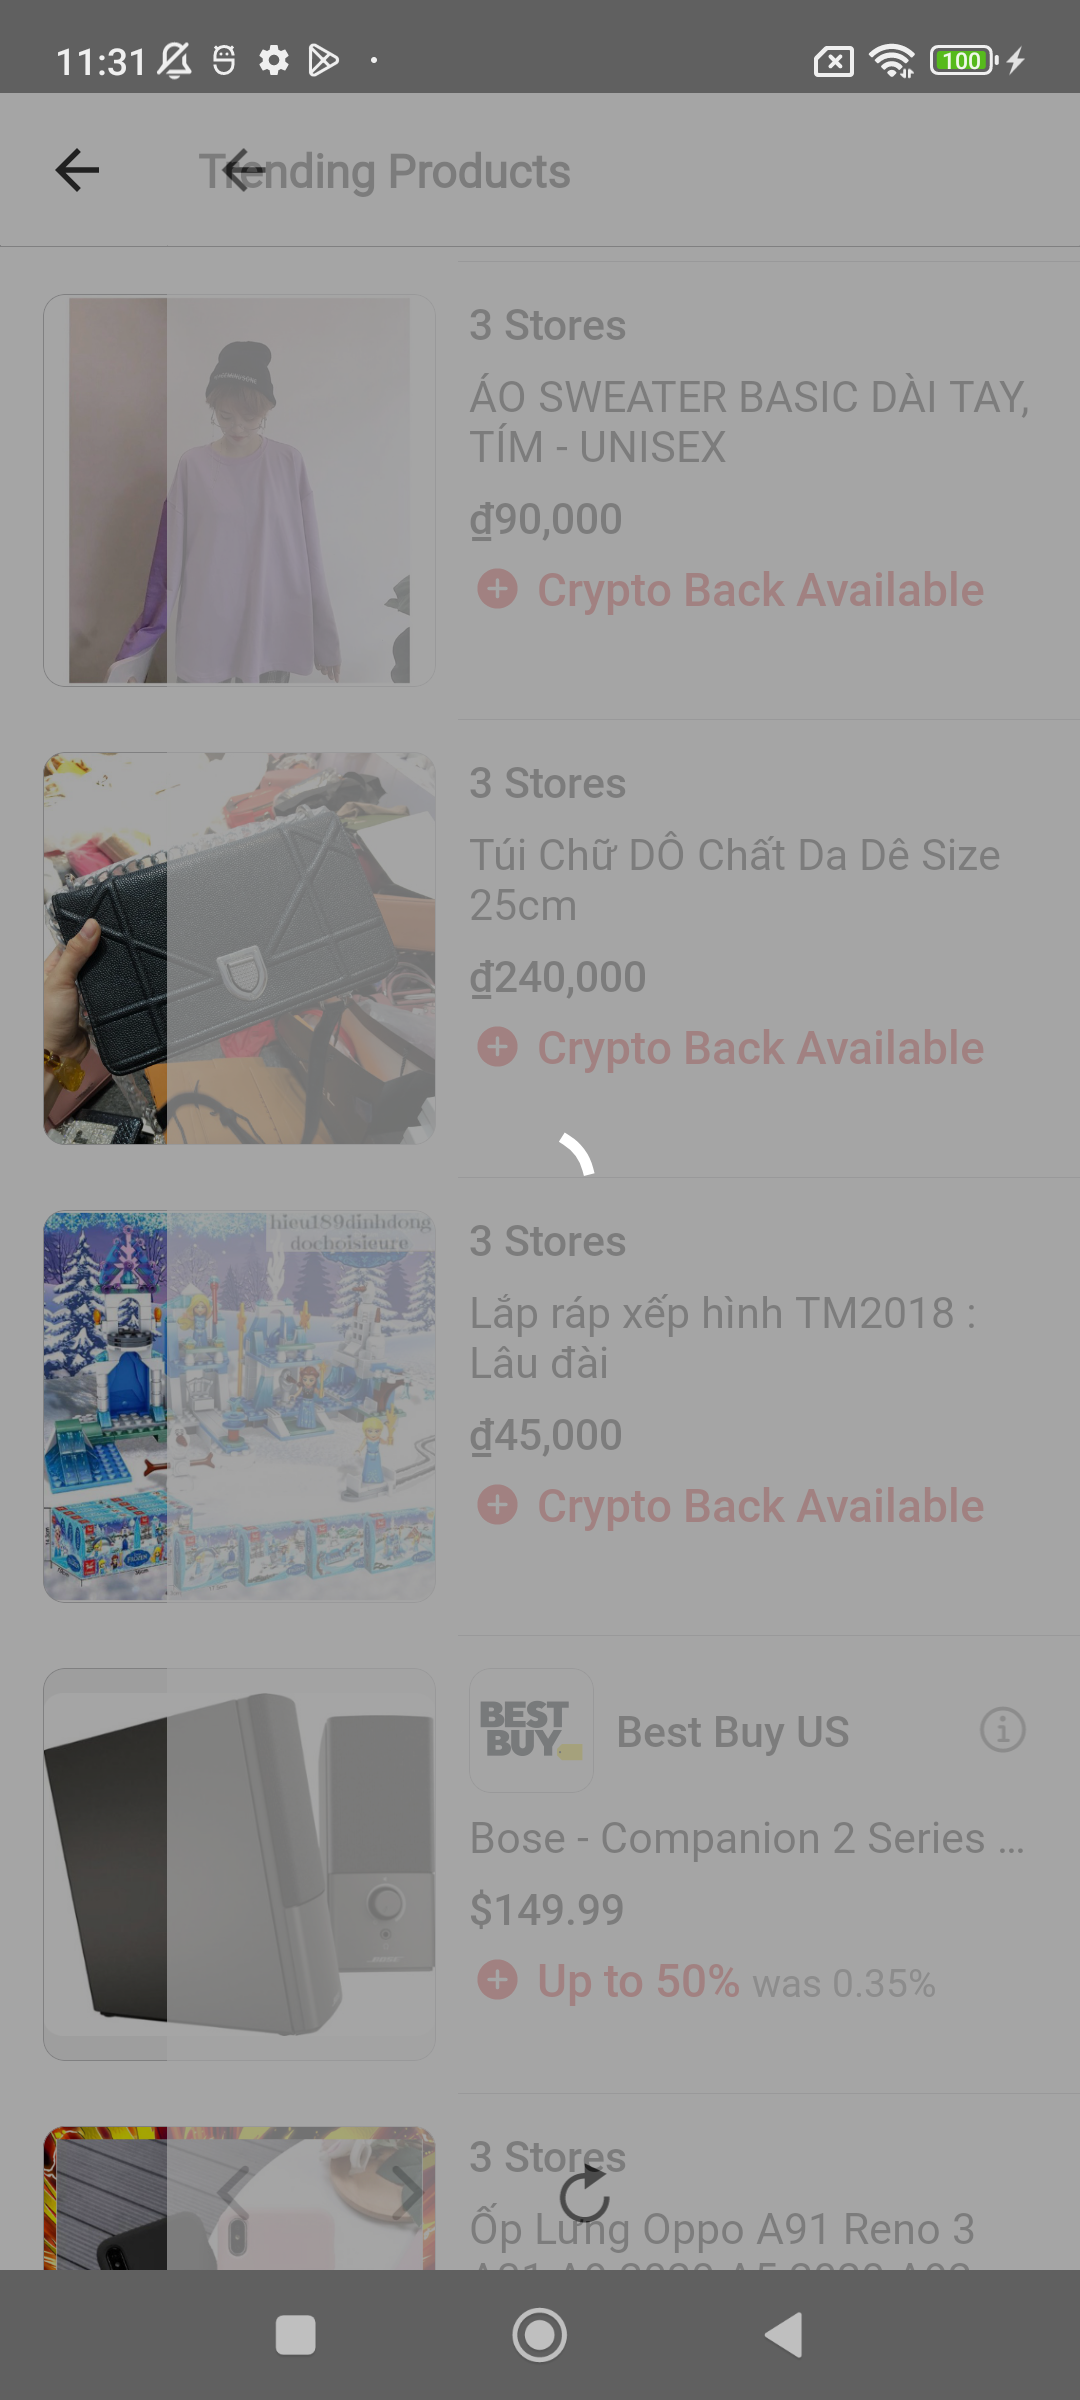 11:31
100
Trending Products
3 Stores
ÁO SWEATER BASIC DÀI TAY,
TÍM - UNISEX
₫90,000
Crypto Back Available
3 Stores
Túi Chữ DÔ Chất Da Dê Size
25cm
₫240,000
Crypto Back Available
hieu189dinhdong
dochoisieure
3 Stores
Lắp ráp xếp hình TM2018 :
Lâu đài
₫45,000
Crypto Back Available
FROZEN
BEST
BUY
Best Buy US
Bose - Companion 2 Series ...
$149.99
Up to 50% was 0.35%
3 Stores
Ốp Lưng Oppo A91 Reno 3